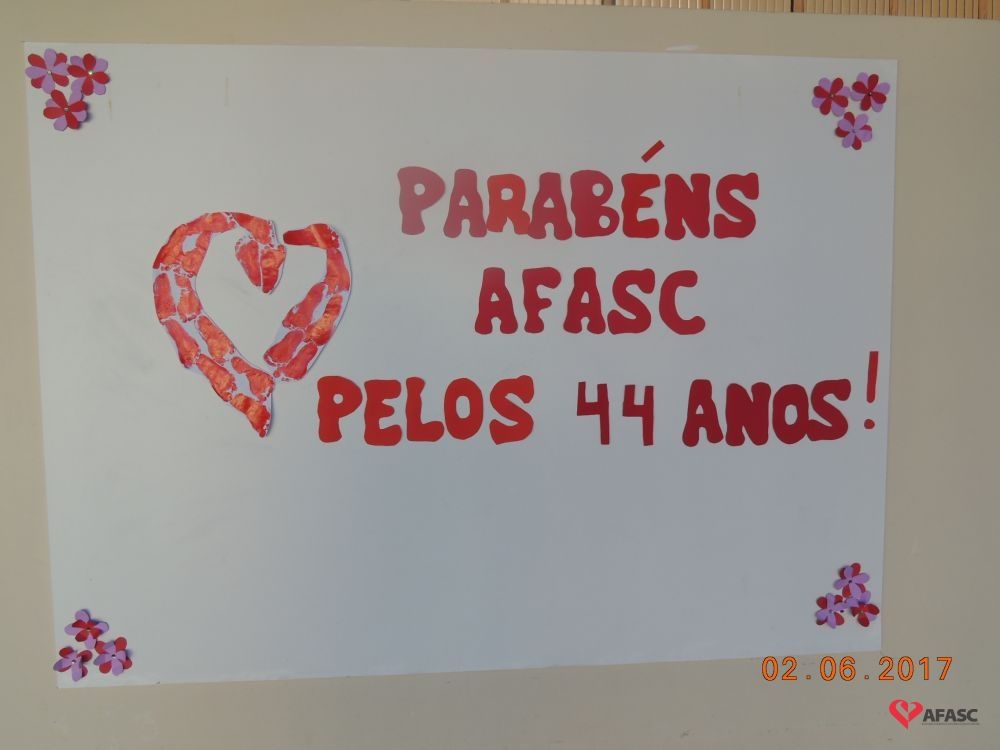 PARABÉNS
AFASC
PELOS 44 ANOS!
02.06.2017
AFASC